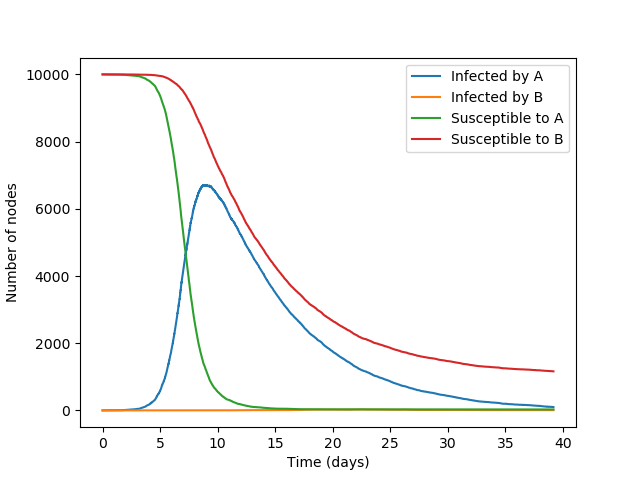 Number of nodes
10000
8000
6000
4000
2000
0
Infected by A
Infected by B
Susceptible to A
Susceptible to B
0 5 10 15 20 25 30 35 40
Time (days)